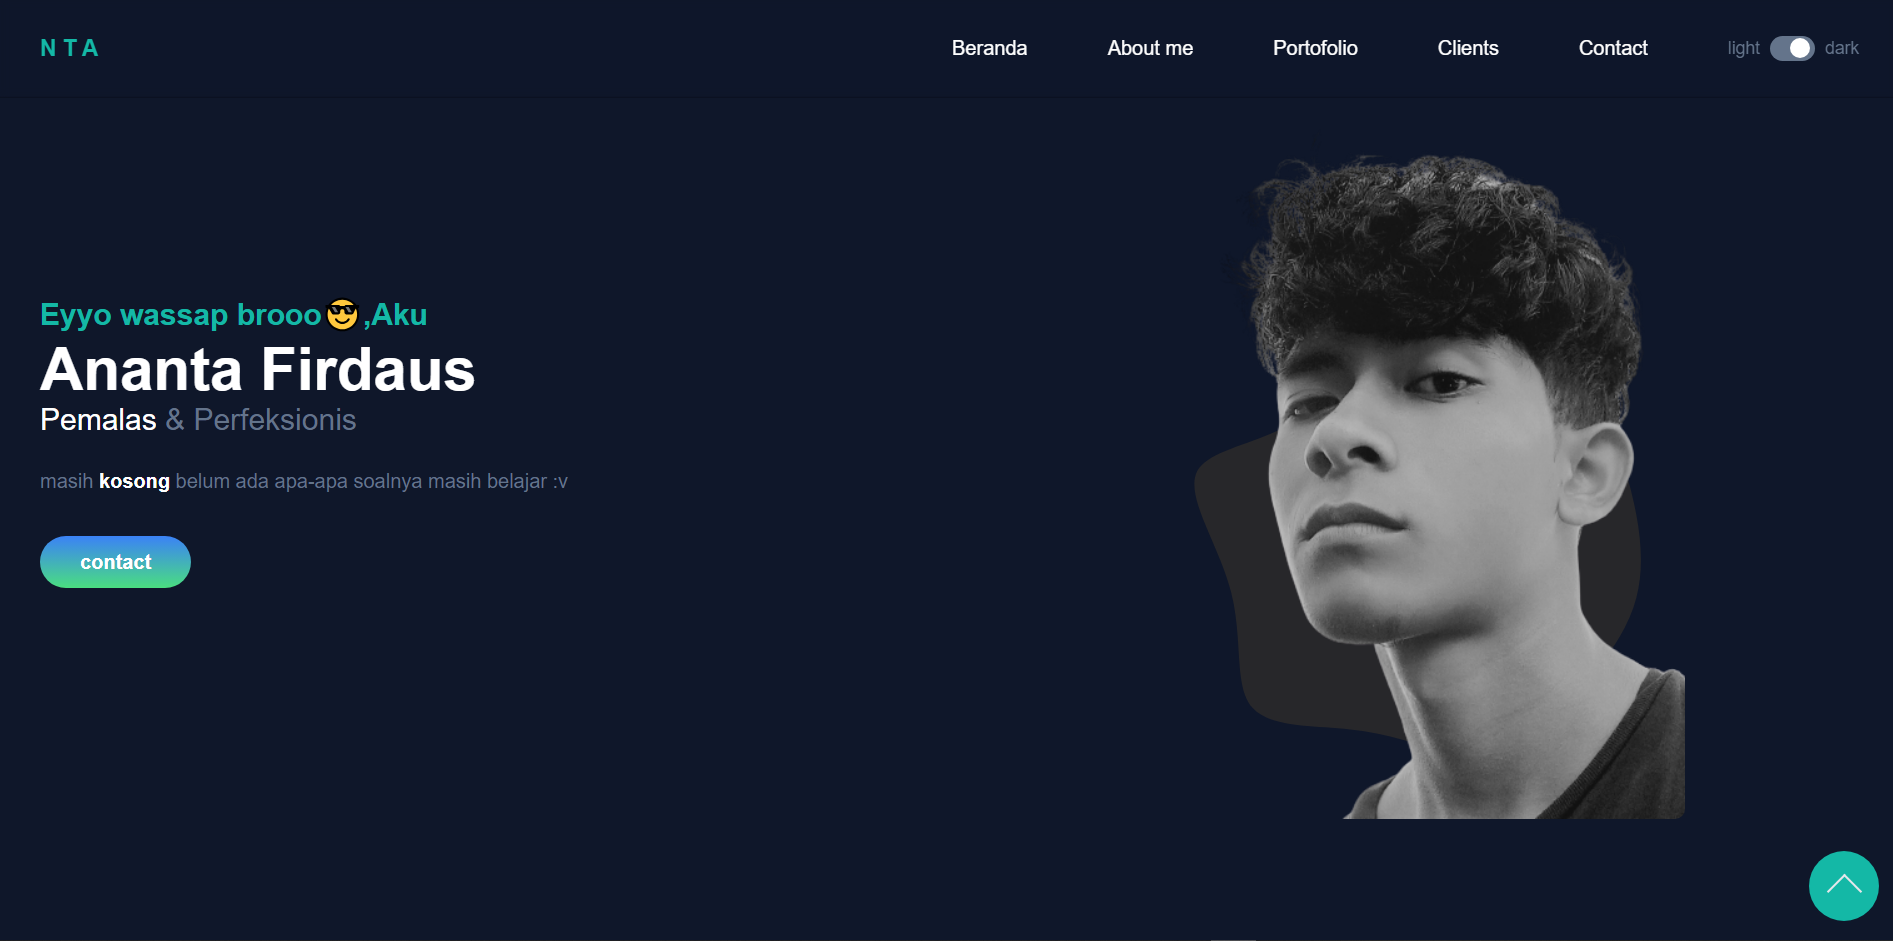 N T A
Beranda About me Portofolio Clients Contact light dark
Eyyo wassap brooo😎,Aku
Ananta Firdaus
Pemalas & Perfeksionis
masih kosong belum ada apa-apa soalnya masih belajar :v
contact